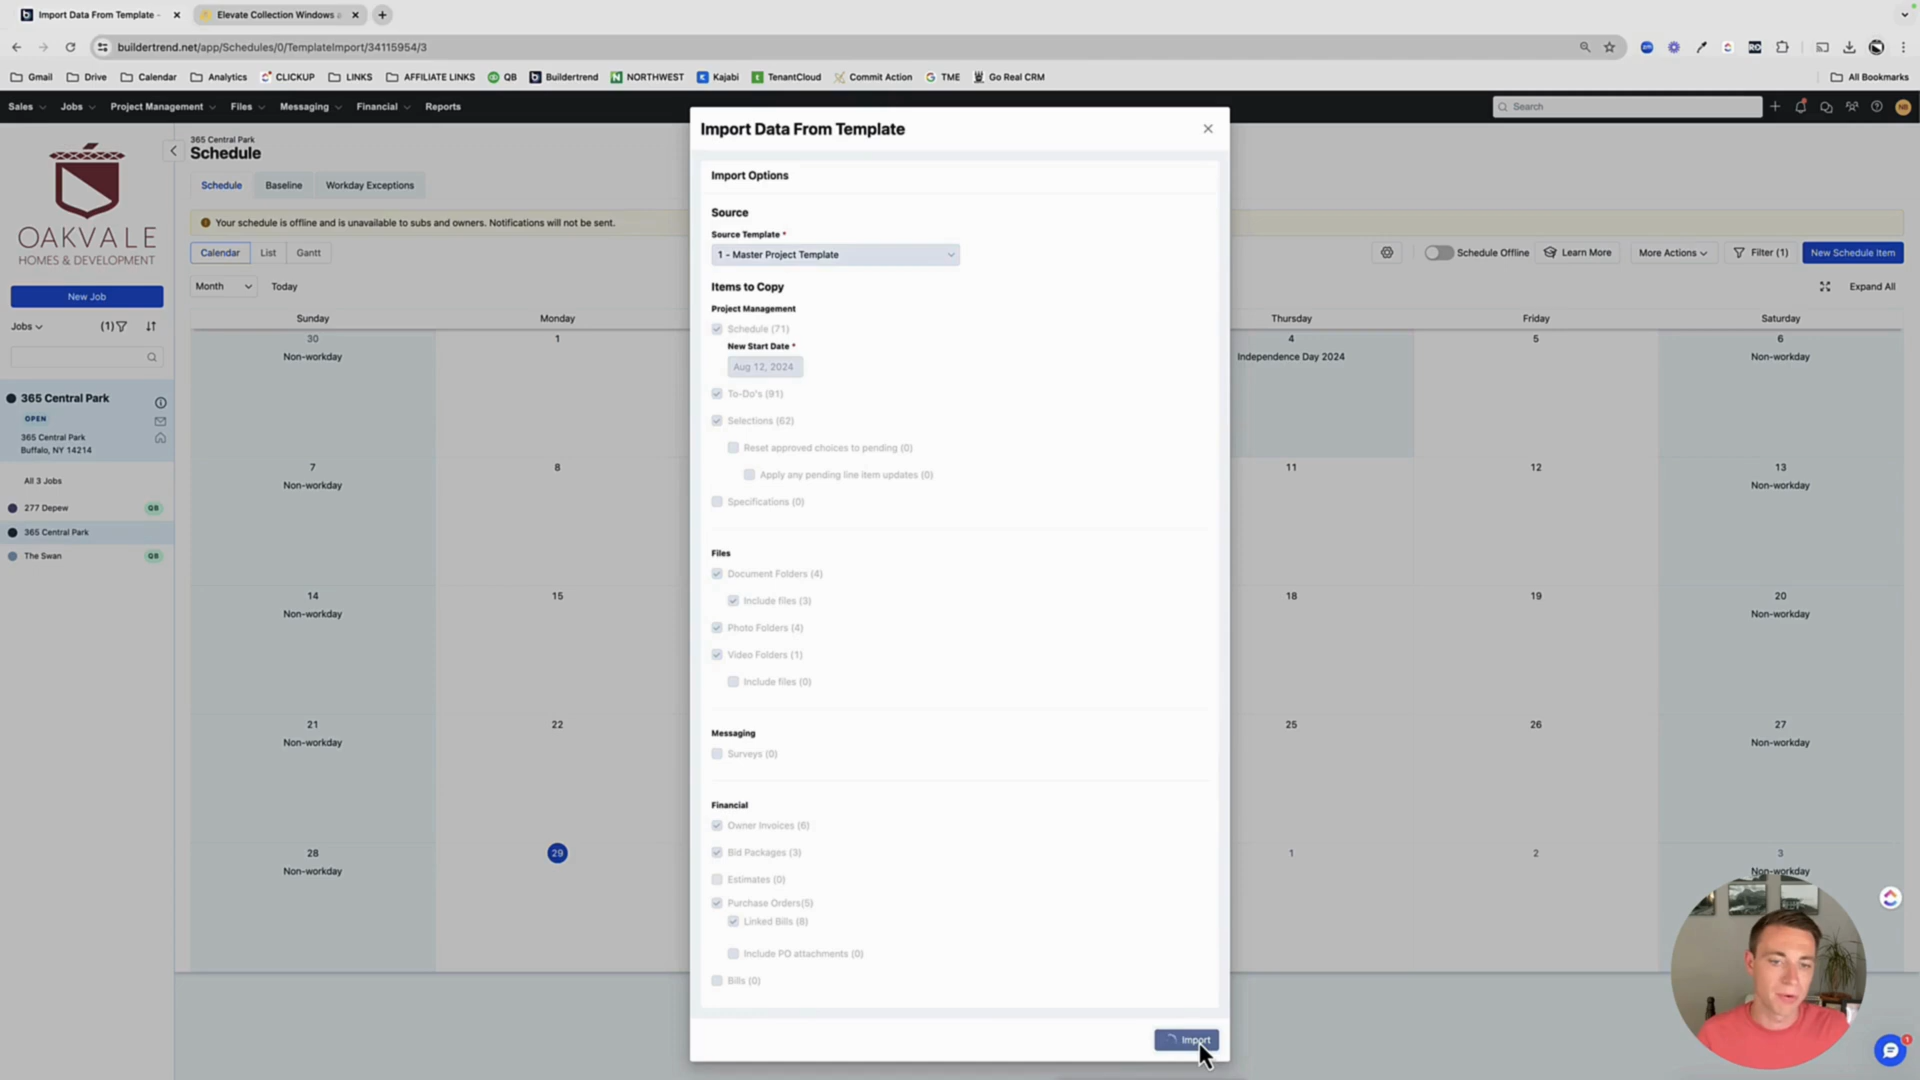 Import Data From Template -
Elevate Collection Windows a
buildertrend.net/app/Schedules/0/TemplateImport/34115954/3
Gmail
Drive
Calendar
Analytics
CLICKUP
LINKS
AFFILIATE LINKS
QB
Buildertrend
NORTHWEST
Kajabi
TenantCloud
Commit Action
TME
Go Real CRM
All Bookmarks
Sales
Jobs
Project Management
Files
Messaging
Financial
Reports
Search
OAKVALE
HOMES & DEVELOPMENT
New Job
Jobs
(1)
365 Central Park
OPEN
365 Central Park
Buffalo, NY 14214
All 3 Jobs
277 Depew
QB
365 Central Park
The Swan
QB
365 Central Park
Schedule
Schedule
Baseline
Workday Exceptions
Your schedule is offline and is unavailable to subs and owners. Notifications will not be sent.
Calendar
List
Gantt
Schedule Offline
Learn More
More Actions
Filter (1)
New Schedule Item
Month
Today
Expand All
Sunday
Monday
Thursday
Friday
Saturday
30
Non-workday
1
4
Independence Day 2024
5
6
Non-workday
7
Non-workday
8
11
12
13
Non-workday
14
Non-workday
15
18
19
20
Non-workday
21
Non-workday
22
25
26
27
Non-workday
28
Non-workday
29
1
2
3
Non-workday
Import Data From Template
Import Options
Source
Source Template *
1 - Master Project Template
Items to Copy
Project Management
Schedule (71)
New Start Date *
Aug 12, 2024
To-Do's (91)
Selections (62)
Reset approved choices to pending (0)
Apply any pending line item updates (0)
Specifications (0)
Files
Document Folders (4)
Include files (3)
Photo Folders (4)
Video Folders (1)
Include files (0)
Messaging
Surveys (0)
Financial
Owner Invoices (6)
Bid Packages (3)
Estimates (0)
Purchase Orders(5)
Linked Bills (8)
Include PO attachments (0)
Bills (0)
Import
1